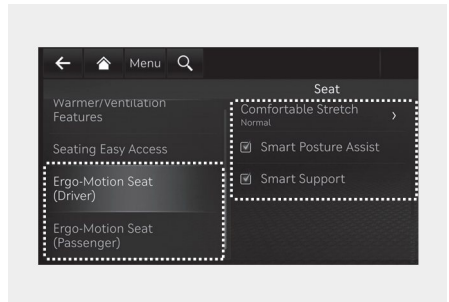 Menu
Seat
Warmer/Ventilation
Features
Seating Easy Access
Ergo-Motion Seat
(Driver)
Ergo-Motion Seat
(Passenger)
Comfortable Stretch
Normal
Smart Posture Assist
Smart Support